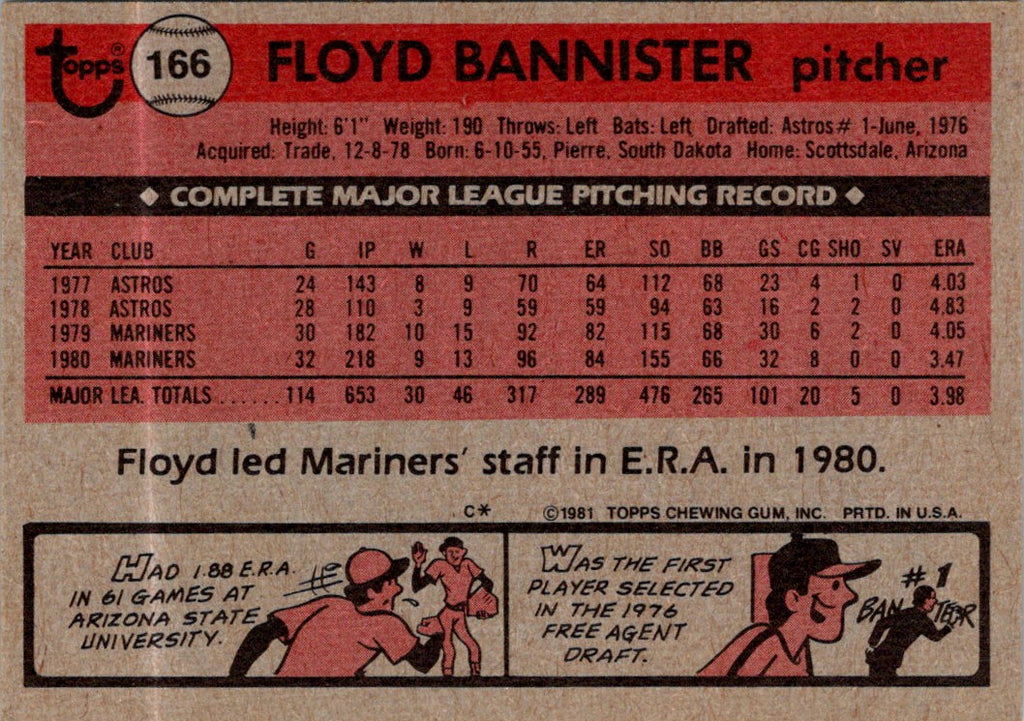 Topps® 166 FLOYD BANNISTER pitcher
Height: 6'1" Weight: 190 Throws: Left Bats: Left Drafted: Astros# 1-June, 1976
Acquired: Trade, 12-8-78 Born: 6-10-55, Pierre, South Dakota Home: Scottsdale, Arizona
◆ COMPLETE MAJOR LEAGUE PITCHING RECORD ◆
YEAR CLUB G IP W L R ER SO BB GS CG SHO SV ERA
1977 ASTROS 24 143 8 9 70 64 112 68 23 4 1 0 4.03
1978 ASTROS 28 110 3 9 59 59 94 63 16 2 2 0 4.83
1979 MARINERS 30 182 10 15 92 82 115 68 30 6 2 0 4.05
1980 MARINERS 32 218 9 13 96 84 155 66 32 8 0 0 3.47
MAJOR LEA. TOTALS ...... 114 653 30 46 317 289 476 265 101 20 5 0 3.98
Floyd led Mariners' staff in E.R.A. in 1980.
C* ©1981 TOPPS CHEWING GUM, INC. PRTD. IN U.S.A.
HAD 1.88 E.R.A.
IN 61 GAMES AT
ARIZONA STATE
UNIVERSITY.
WAS THE FIRST
PLAYER SELECTED
IN THE 1976
FREE AGENT
DRAFT.
#1